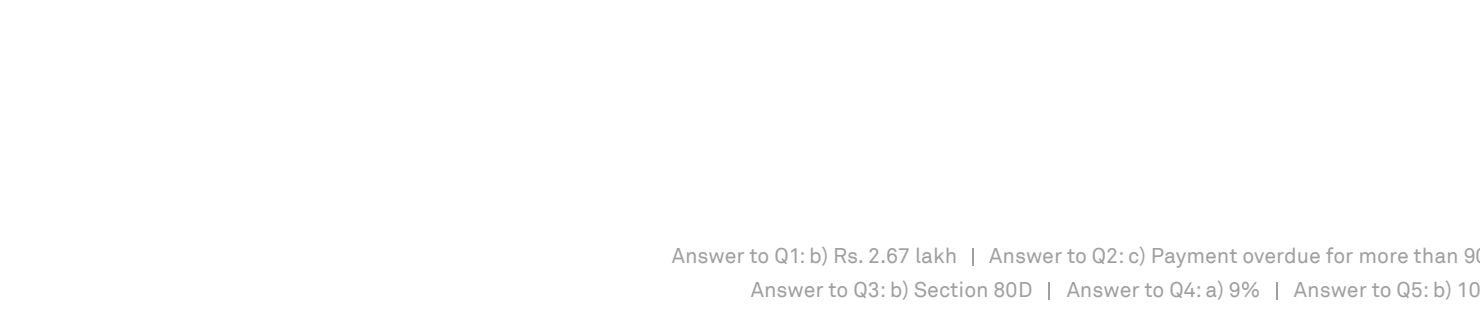 Answer to Q1: b) Rs. 2.67 lakh | Answer to Q2: c) Payment overdue for more than
Answer to Q3: b) Section 80D | Answer to Q4: a) 9% | Answer to Q5: b) 10